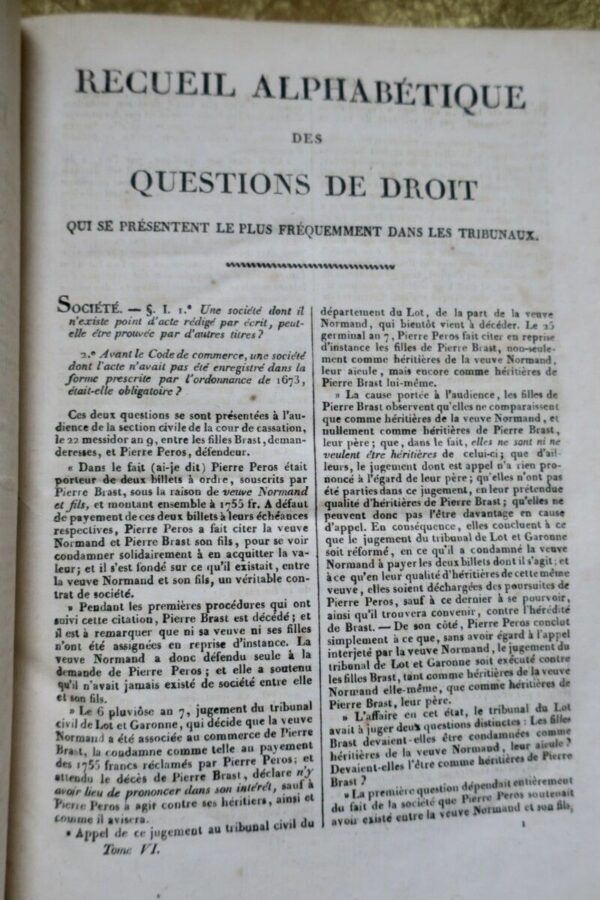 RECUEIL ALPHABÉTIQUE
DES
QUESTIONS DE DROIT
QUI SE PRÉSENTENT LE PLUS FRÉQUEMMENT DANS LES TRIBUNAUX.
SOCIÉTÉ. — §. I. 1.° Une société dont il
n'existe point d'acte rédigé par écrit, peut-
elle être prouvée par d'autres titres ?
2.° Avant le Code de commerce, une société
dont l'acte n'avait pas été enregistré dans la
forme prescrite par l'ordonnance de 1673,
était-elle obligatoire ?
Ces deux questions se sont présentées à l'au-
dience de la section civile de la cour de cassation,
le 22 messidor an 9, entre les filles Brast, deman-
deresses, et Pierre Peros, défendeur.
« Dans le fait (ai-je dit) Pierre Peros était
porteur de deux billets à ordre, souscrits par
Pierre Brast, sous la raison de veuve Normand
et fils, et montant ensemble à 1755 fr. A défaut
de payement de ces deux billets à leurs échéances
respectives, Pierre Peros a fait citer la veuve
Normand et Pierre Brast son fils, pour se voir
condamner solidairement à en acquitter la va-
leur; et il s'est fondé sur ce qu'il existait, entre
la veuve Normand et son fils, un véritable con-
trat de société.
» Pendant les premières procédures qui ont
suivi cette citation, Pierre Brast est décédé; et
il est à remarquer que ni sa veuve ni ses filles
n'ont été assignées en reprise d'instance. La
veuve Normand a donc défendu seule à la
demande de Pierre Peros; et elle a soutenu
qu'il n'avait jamais existé de société entre elle
et son fils.
» Le 6 pluviôse an 7, jugement du tribunal
civil de Lot et Garonne, qui décide que la veuve
Normand a été associée au commerce de Pierre
Brast, la condamne comme telle au payement
des 1755 francs réclamés par Pierre Peros; et
attendu le décès de Pierre Brast, déclare n'y
avoir lieu de prononcer dans son intérêt, sauf à
Pierre Peros à agir contre ses héritiers, ainsi et
comme il avisera.
» Appel de ce jugement au tribunal civil du
Tome VI.
département du Lot, de la part de la veuve
Normand, qui bientôt vient à décéder. Le 25
germinal an 7, Pierre Peros fait citer en reprise
d'instance les filles de Pierre Brast, non-seule-
ment comme héritières de la veuve Normand,
leur aieule, mais encore comme héritières de
Pierre Brast lui-même.
» La cause portée à l'audience, les filles de
Pierre Brast observent qu'elles ne comparaissent
que comme héritières de la veuve Normand, et
nullement comme héritières de Pierre Brast,
leur père; que, dans le fait, elles ne sont ni ne
veulent être héritières de celui-ci; que d'ail-
leurs, le jugement dont est appel n'a rien pro-
noncé à l'égard de leur père; qu'elles n'ont pas
été parties dans ce jugement, en leur prétendue
qualité d'héritières de Pierre Brast; qu'elles ne
peuvent donc pas l'être davantage en cause
d'appel. En conséquence, elles concluent à ce
que le jugement du tribunal de Lot et Garonne
soit réformé, en ce qu'il a condamné la veuve
Normand à payer les deux billets dont il s'agit; et
à ce qu'en leur qualité d'héritières de cette même
veuve, elles soient déchargées des poursuites de
Pierre Peros, sauf à ce dernier à se pourvoir,
ainsi qu'il trouvera convenir, contre l'hérédité
de Brast. — De son côté, Pierre Peros conclut
simplement à ce que, sans avoir égard à l'appel
interjeté par la veuve Normand, le jugement du
tribunal de Lot et Garonne soit exécuté contre
les filles Brast, tant comme héritières de la veuve
Normand elle-même, que comme héritières de
Pierre Brast, leur père.
» L'affaire en cet état, le tribunal du Lot
avait à juger deux questions distinctes : Les filles
Brast devaient-elles être condamnées comme
héritières de la veuve Normand, leur aieule ?
Devaient-elles l'être comme héritières de Pierre
Brast ?
» La première question dépendait entièrement
du fait de la société que Pierre Peros soutenait
avoir existé entre la veuve Normand et son fils,
1